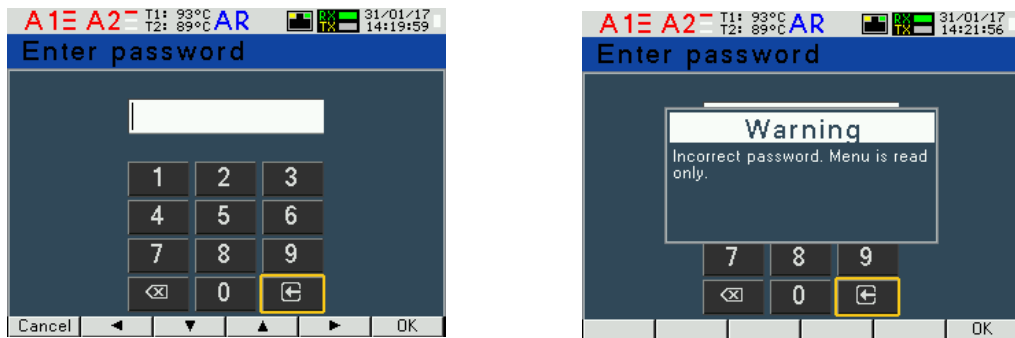 A1 A2 T1: 93°C AR RX 31/01/17
T2: 89°C TX 14:19:59
Enter password
1 2 3
4 5 6
7 8 9
0
Cancel OK
A1 A2 T1: 93°C AR RX 31/01/17
T2: 89°C TX 14:21:56
Enter password
Warning
Incorrect password. Menu is read
only.
7 8 9
0
OK